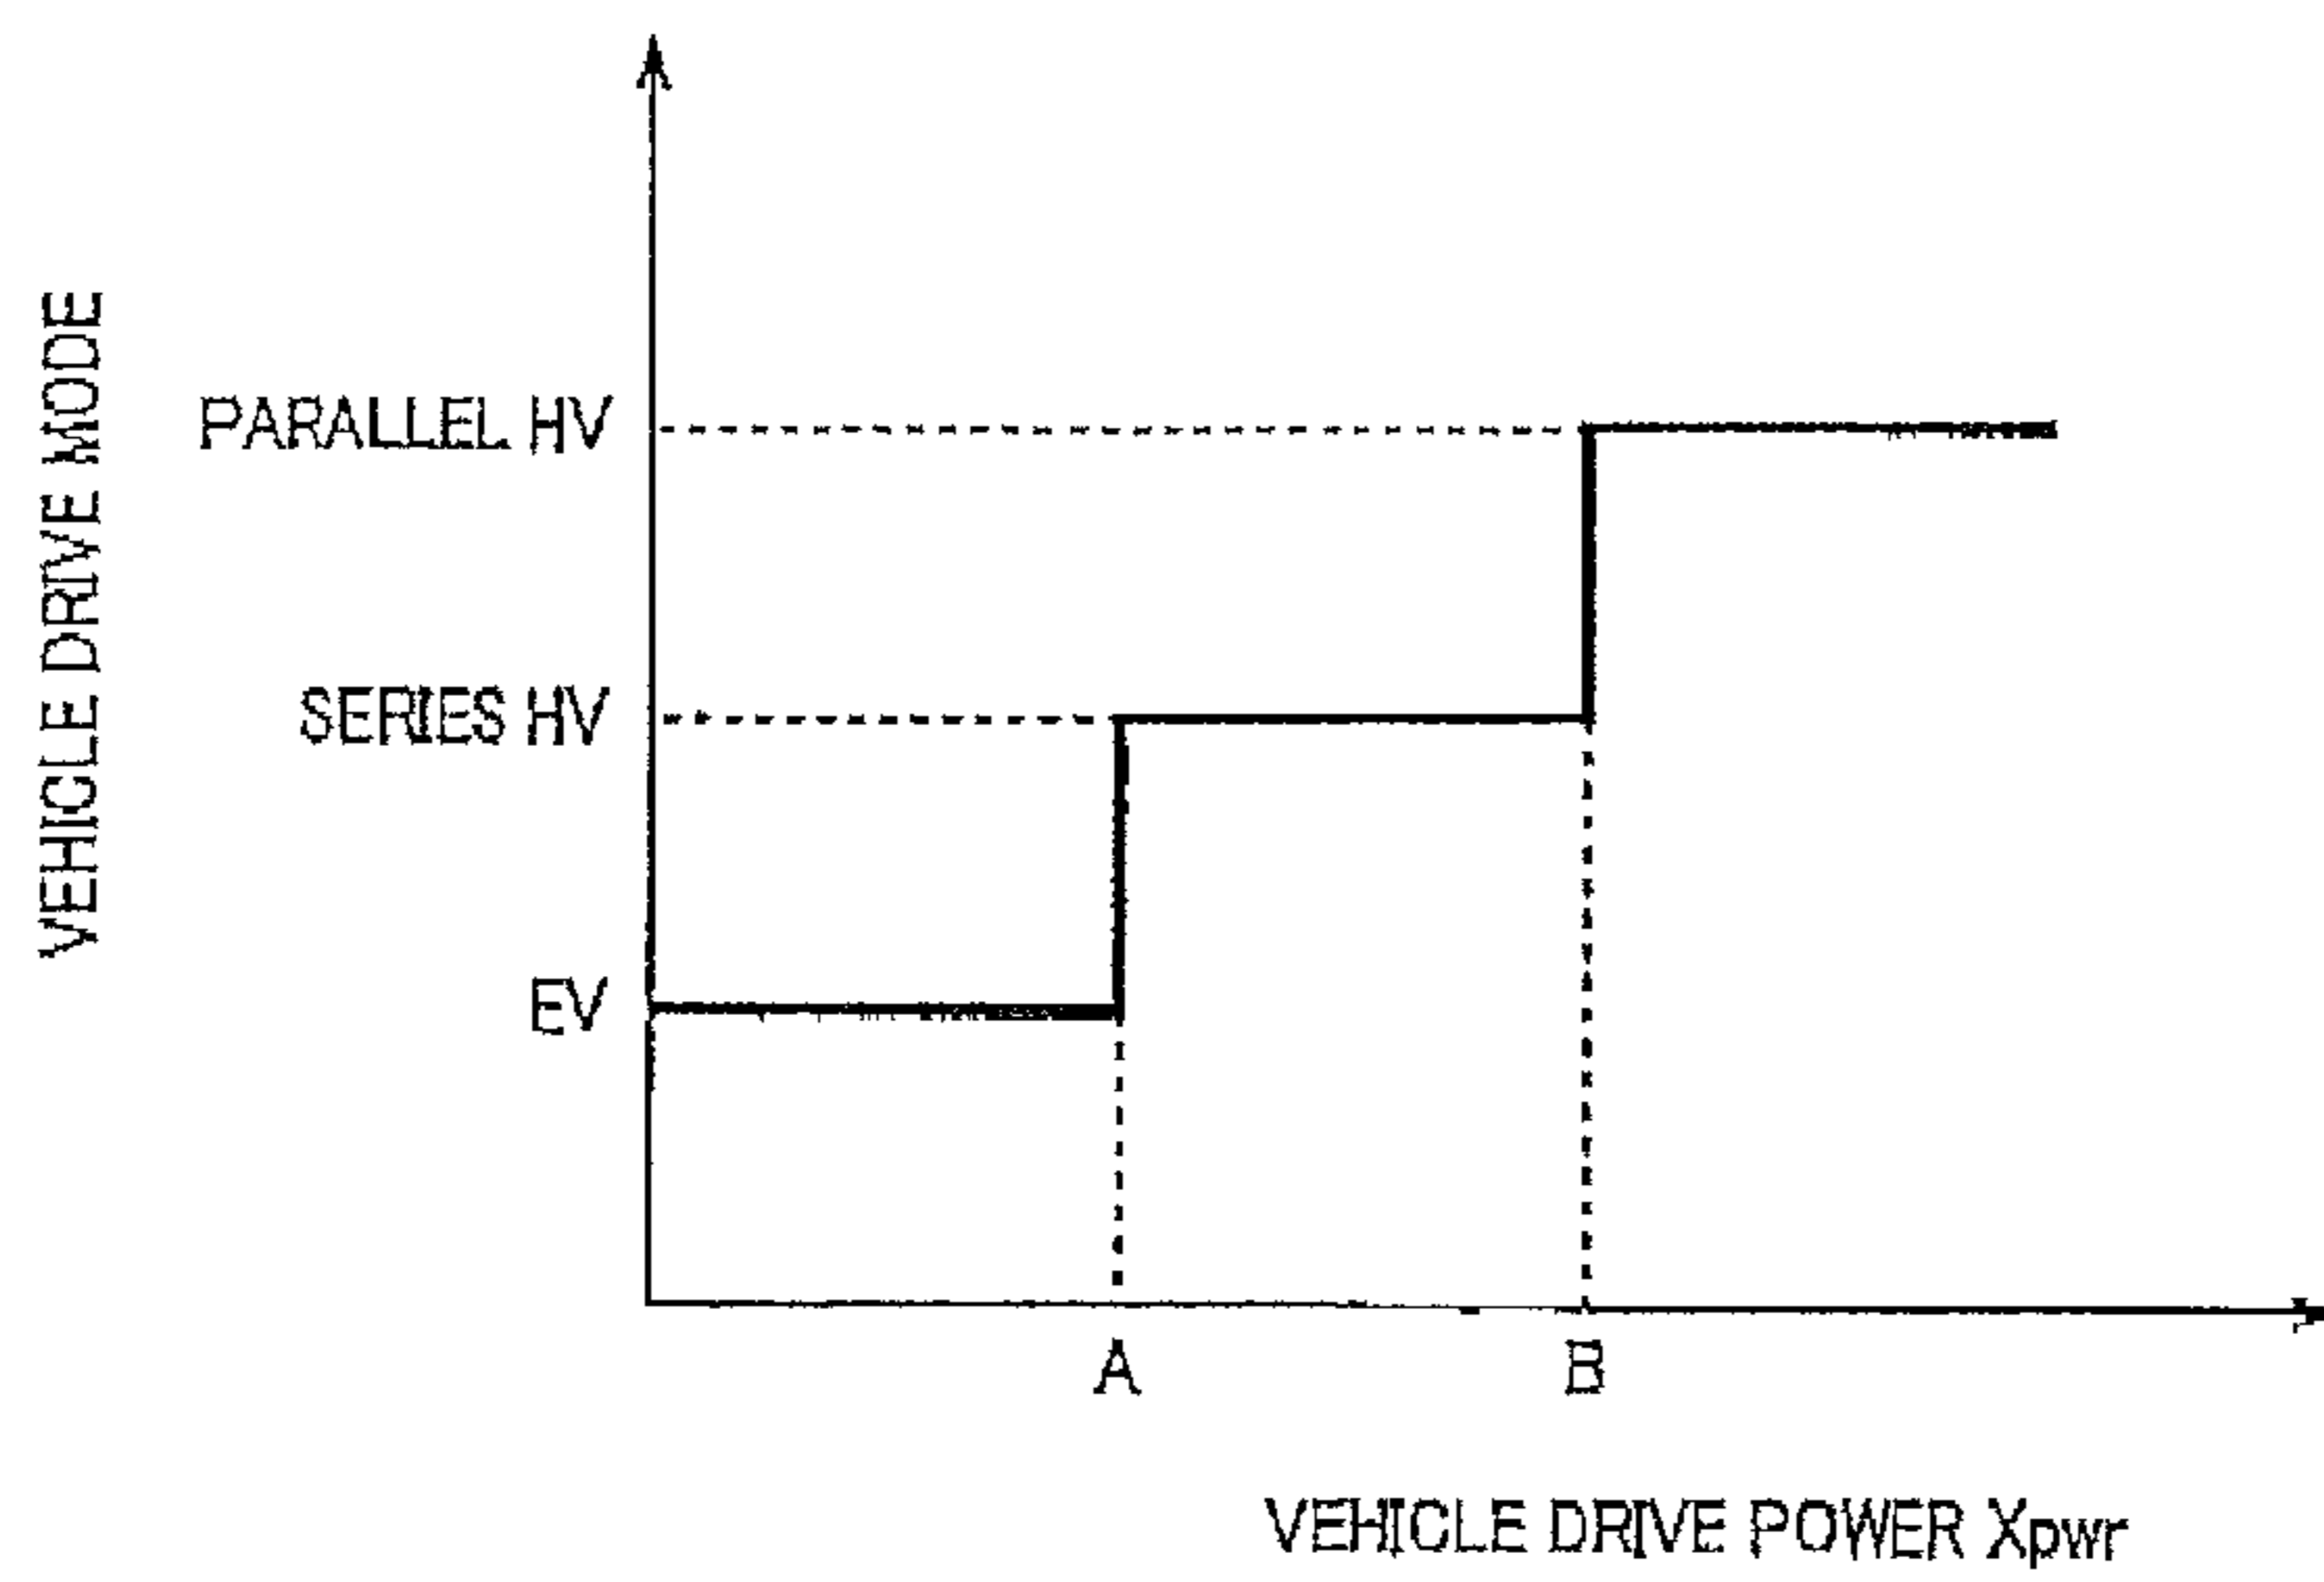 VEHICLE DRIVE MODE
PARALLEL HV
SERIES HV
EV
A
B
VEHICLE DRIVE POWER Xpwr